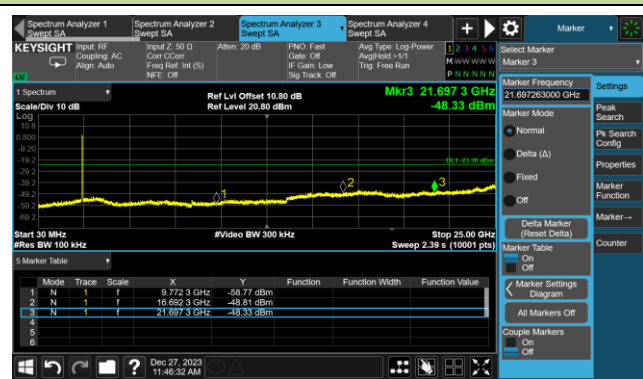 Spectrum Analyzer 1
Swept SA
Spectrum Analyzer 2
Swept SA
Spectrum Analyzer 3
Swept SA
Spectrum Analyzer 4
Swept SA
+
Marker
KEYSIGHT
LV
Input: RF
Coupling: AC
Align: Auto
Input Z: 50 Ω
Corr CCorr
Freq Ref: Int (S)
NFE: Off
Atten: 20 dB
PNO: Fast
Gate: Off
IF Gain: Low
Sig Track: Off
Avg Type: Log-Power
Avg|Hold:>1/1
Trig: Free Run
1 2 3 4 5 6
M W W W W W
P N N N N N
1 Spectrum
Scale/Div 10 dB
Ref Lvl Offset 10.80 dB
Ref Level 20.80 dBm
Mkr3 21.697 3 GHz
-48.33 dBm
Log
10.8
0.800
-9.20
-19.2
-29.2
-39.2
-49.2
-59.2
-69.2
DL1 -23.38 dBm
1
2
3
Start 30 MHz
#Res BW 100 kHz
#Video BW 300 kHz
Stop 25.00 GHz
Sweep 2.39 s (10001 pts)
5 Marker Table
Mode Trace Scale X Y Function Function Width Function Value
1 N 1 f 9.772 3 GHz -58.77 dBm
2 N 1 f 16.692 3 GHz -48.81 dBm
3 N 1 f 21.697 3 GHz -48.33 dBm
4
5
6
Dec 27, 2023
11:46:32 AM
Select Marker
Marker 3
Marker Frequency
21.697263000 GHz
Marker Mode
Normal
Delta (Δ)
Fixed
Off
Delta Marker
(Reset Delta)
Marker Table
On
Off
Marker Settings
Diagram
All Markers Off
Couple Markers
On
Off
Settings
Peak
Search
Pk Search
Config
Properties
Marker
Function
Marker→
Counter